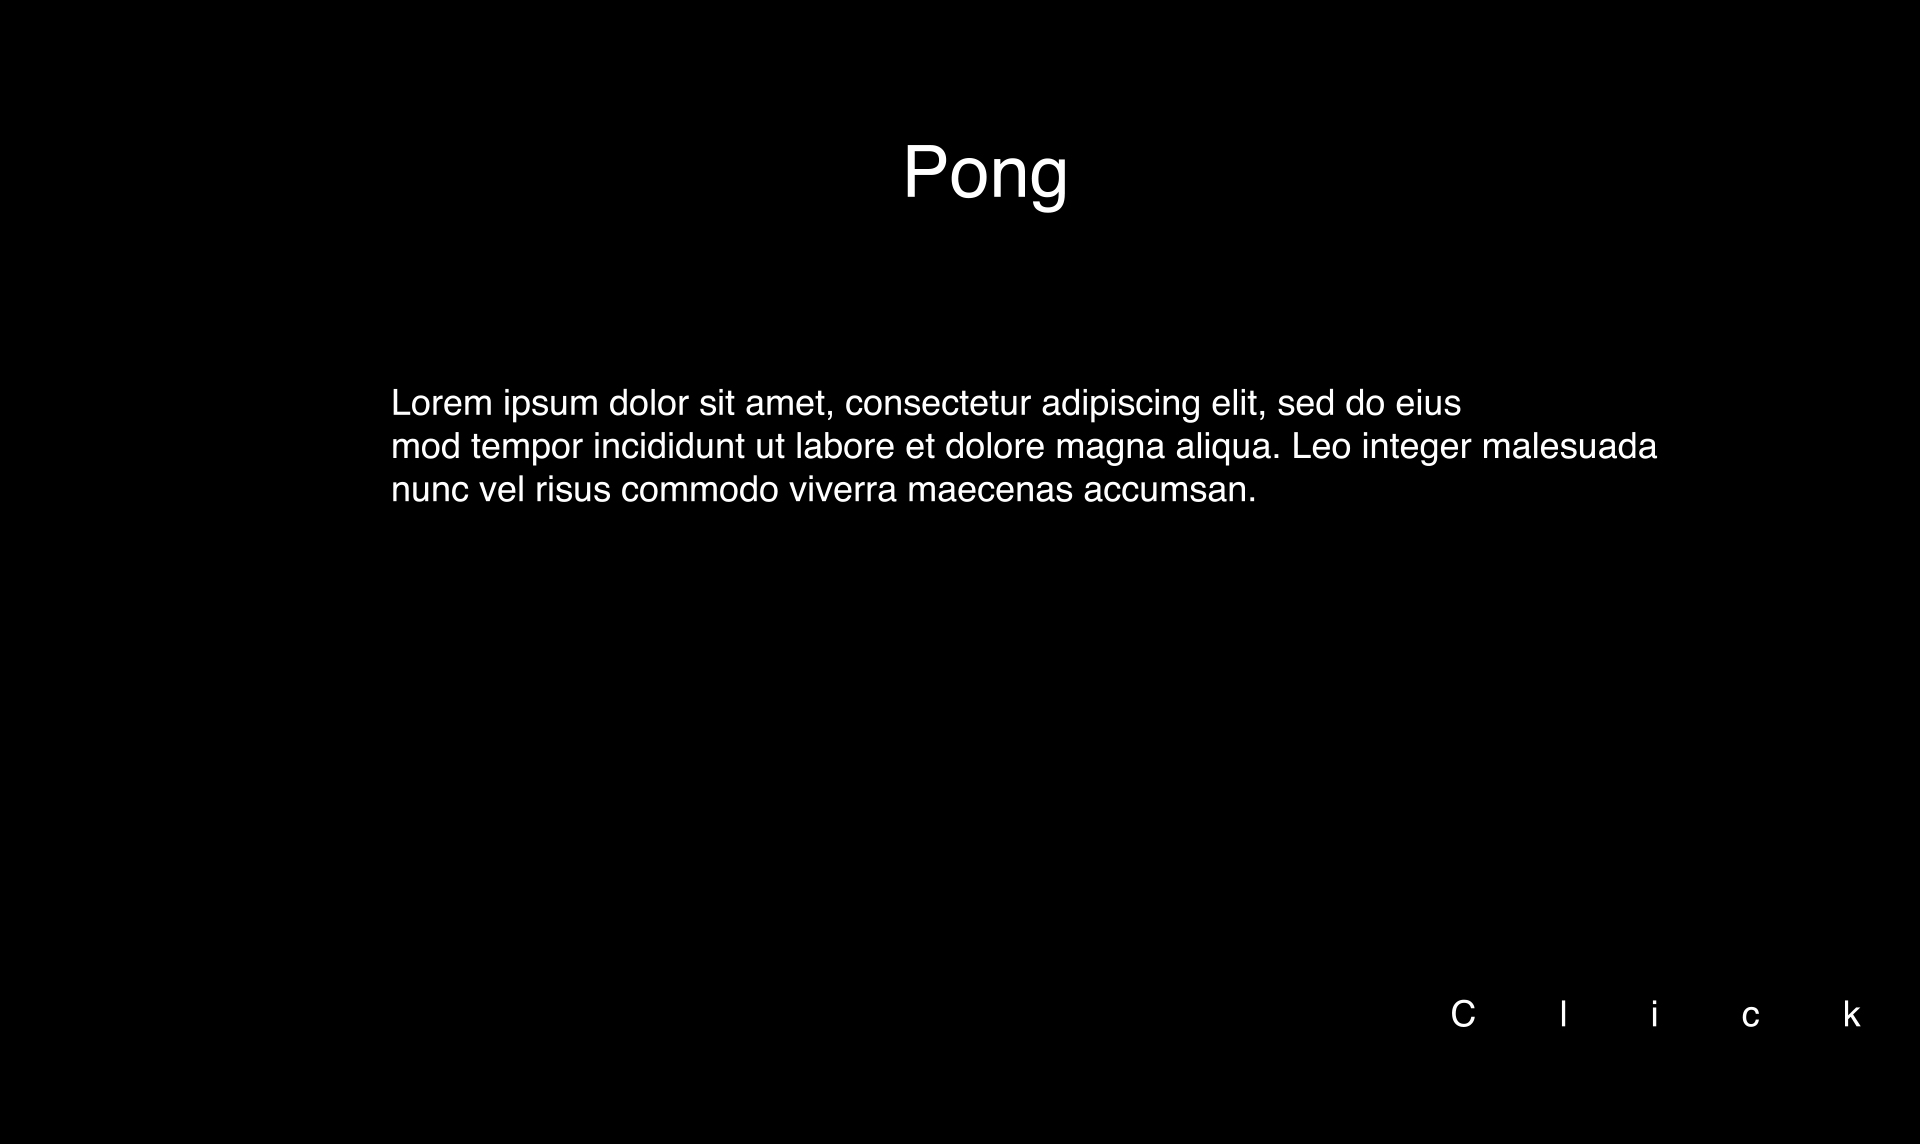 Pong
Lorem ipsum dolor sit amet, consectetur adipiscing elit, sed do eius
mod tempor incididunt ut labore et dolore magna aliqua. Leo integer malesuada
nunc vel risus commodo viverra maecenas accumsan.
C l i c k